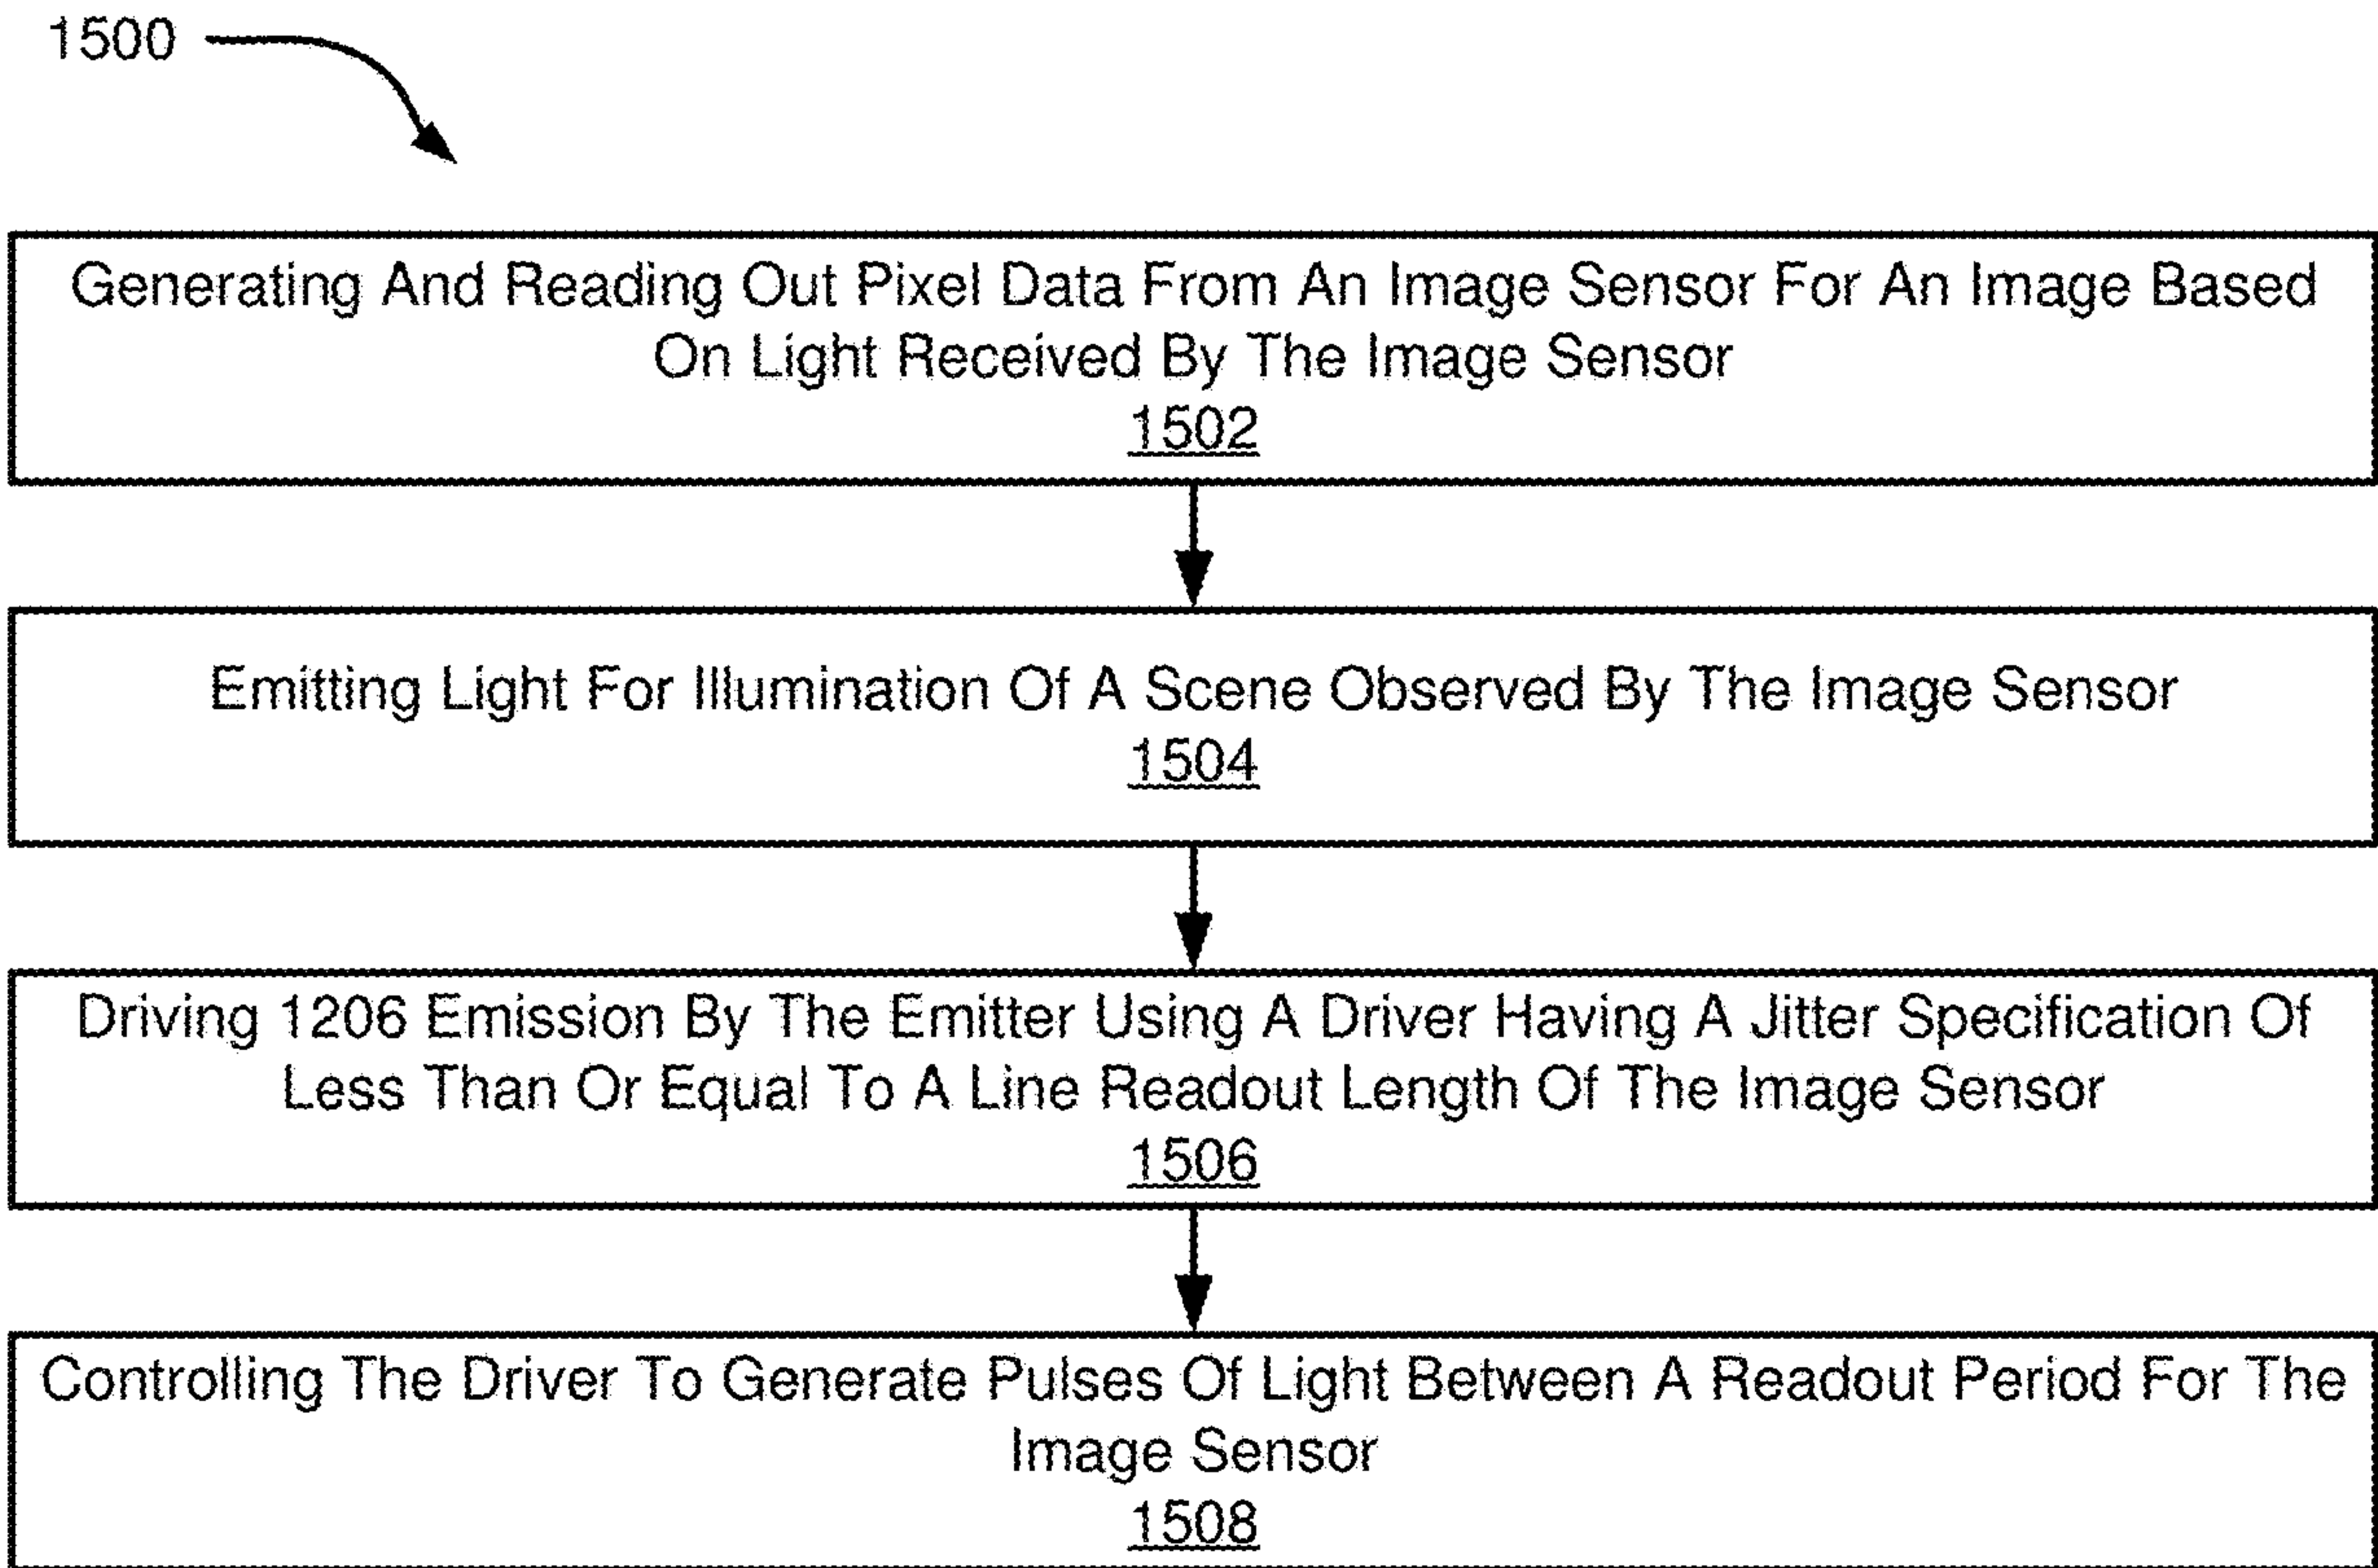 1500
Generating And Reading Out Pixel Data From An Image Sensor For An Image Based
On Light Received By The Image Sensor
1502
Emitting Light For Illumination Of A Scene Observed By The Image Sensor
1504
Driving 1206 Emission By The Emitter Using A Driver Having A Jitter Specification Of
Less Than Or Equal To A Line Readout Length Of The Image Sensor
1506
Controlling The Driver To Generate Pulses Of Light Between A Readout Period For The
Image Sensor
1508